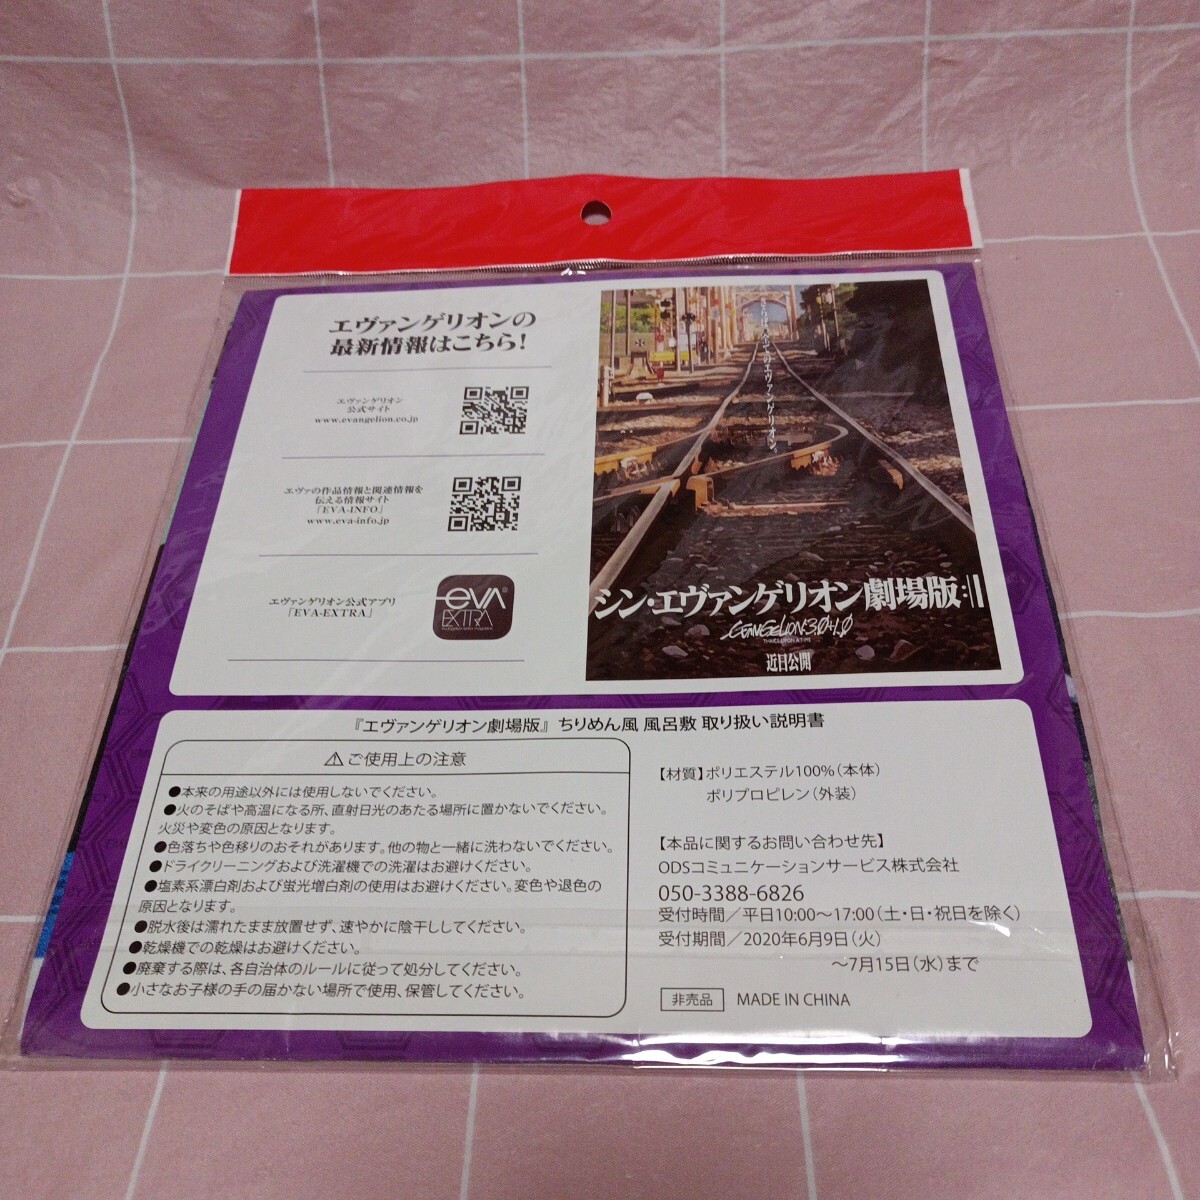 エヴァンゲリオンの
最新情報はこちら!
エヴァンゲリオン
公式サイト
www.evangelion.co.jp
エヴァの作品情報と関連情報を
伝える情報サイト
「EVA-INFO」
www.eva-info.jp
エヴァンゲリオン公式アプリ
「EVA-EXTRA」
eVA
EXTRA
さらば、全てのエヴァンゲリオン。
シン・エヴァンゲリオン劇場版:||
EVANGELION:3.0+1.0
THRICE UPON A TIME
近日公開
『エヴァンゲリオン劇場版』 ちりめん風 風呂敷 取り扱い説明書
⚠ご使用上の注意
●本来の用途以外には使用しないでください。
●火のそばや高温になる所、直射日光のあたる場所に置かないでください。
火災や変色の原因となります。
●色落ちや色移りのおそれがあります。他の物と一緒に洗わないでください。
●ドライクリーニングおよび洗濯機での洗濯はお避けください。
●塩素系漂白剤および蛍光増白剤の使用はお避けください。変色や退色の
原因となります。
●脱水後は濡れたまま放置せず、速やかに陰干ししてください。
●乾燥機での乾燥はお避けください。
●廃棄する際は、各自治体のルールに従って処分してください。
●小さなお子様の手の届かない場所で使用、保管してください。
【材質】ポリエステル100%(本体)
ポリプロピレン(外装)
【本品に関するお問い合わせ先】
ODSコミュニケーションサービス株式会社
050-3388-6826
受付時間/平日10:00〜17:00(土・日・祝日を除く)
受付期間/2020年6月9日(火)
〜7月15日(水)まで
非売品 MADE IN CHINA